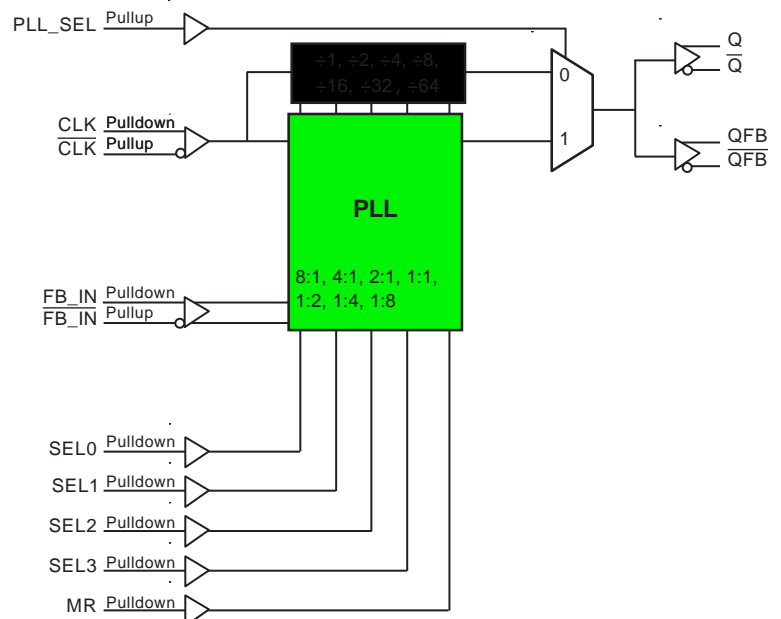 PLL_SEL Pullup
÷1, ÷2, ÷4, ÷8,
÷16, ÷32, ÷64
0
1
Q
Q
CLK Pulldown
CLK Pullup
QFB
QFB
PLL
8:1, 4:1, 2:1, 1:1,
1:2, 1:4, 1:8
FB_IN Pulldown
FB_IN Pullup
SEL0 Pulldown
SEL1 Pulldown
SEL2 Pulldown
SEL3 Pulldown
MR Pulldown